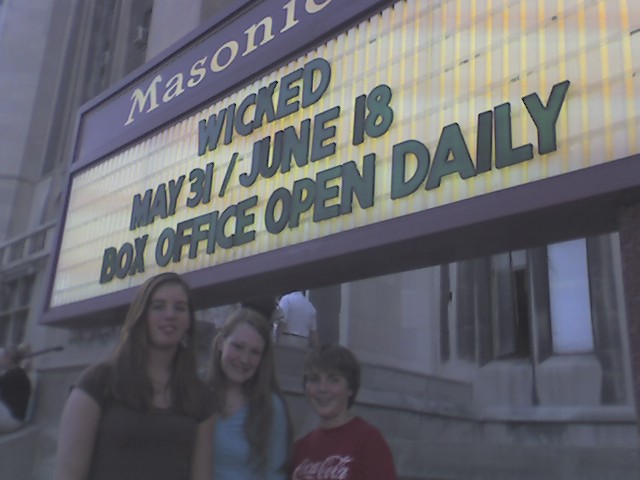 Masonic
WICKED
MAY 31 / JUNE 18
BOX OFFICE OPEN DAILY
Coca-Cola